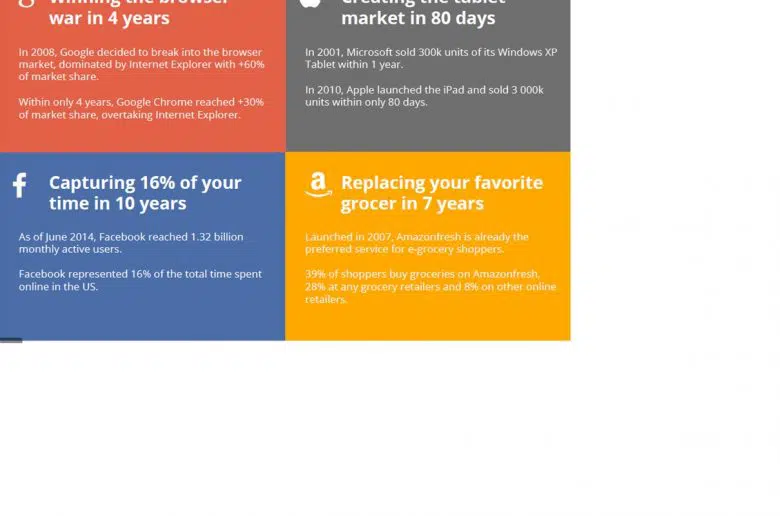 Winning the browser
war in 4 years
In 2008, Google decided to break into the browser
market, dominated by Internet Explorer with +60%
of market share.
Within only 4 years, Google Chrome reached +30%
of market share, overtaking Internet Explorer.
Creating the tablet
market in 80 days
In 2001, Microsoft sold 300k units of its Windows XP
Tablet within 1 year.
In 2010, Apple launched the iPad and sold 3 000k
units within only 80 days.
Capturing 16% of your
time in 10 years
As of June 2014, Facebook reached 1.32 billion
monthly active users.
Facebook represented 16% of the total time spent
online in the US.
Replacing your favorite
grocer in 7 years
Launched in 2007, Amazonfresh is already the
preferred service for e-grocery shoppers.
39% of shoppers buy groceries on Amazonfresh,
28% at any grocery retailers and 8% on other online
retailers.